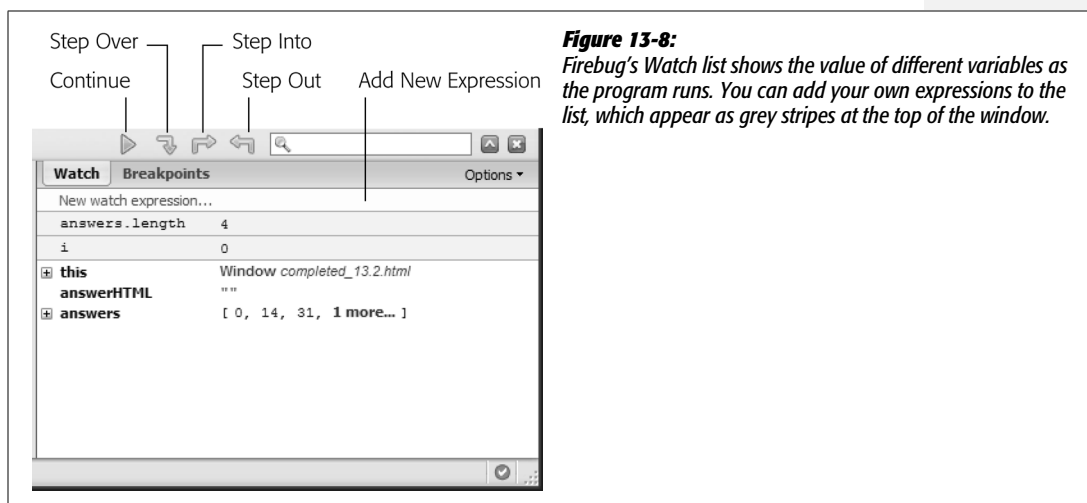 Step Over
Step Into
Continue
Step Out
Add New Expression
Watch
Breakpoints
Options
New watch expression...
answers.length 4
i 0
this Window completed_13.2.html
answerHTML ""
answers [ 0, 14, 31, 1 more... ]
Figure 13-8:
Firebug's Watch list shows the value of different variables as
the program runs. You can add your own expressions to the
list, which appear as grey stripes at the top of the window.